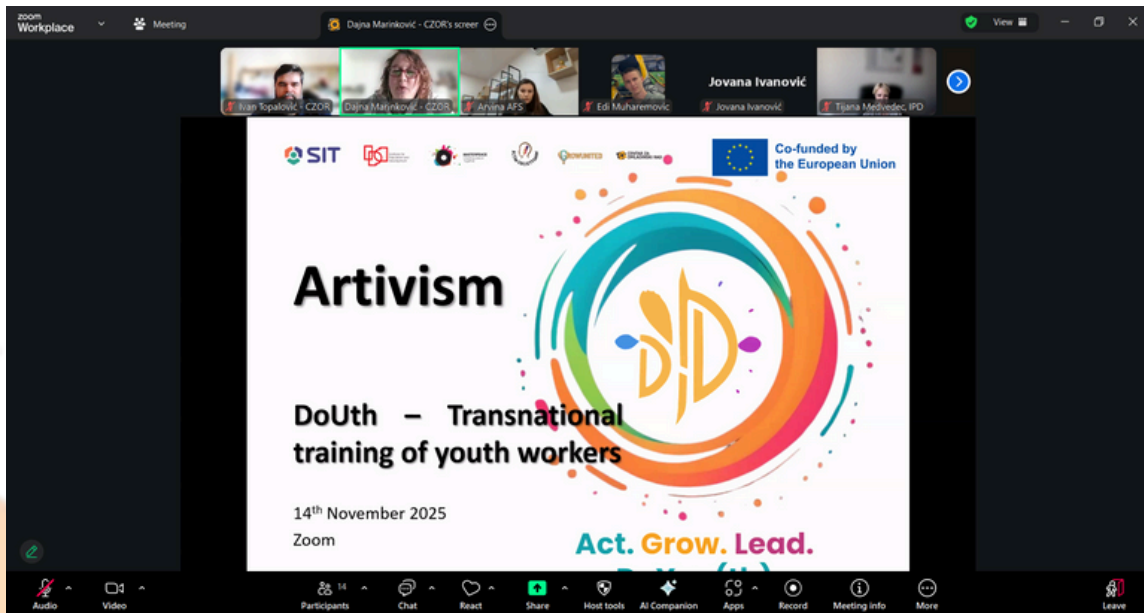 zoom
Workplace
Meeting
Dajna Marinković - CZOR's screen
View
Ivan Topalović - CZOR
Dajna Marinković - CZOR
Arvina AFS
Edi Muharemovic
Jovana Ivanović
Jovana Ivanović
Tijana Medvedec, IPD
SIT
Co-funded by
the European Union
Artivism
DoUth – Transnational
training of youth workers
14th November 2025
Zoom
Act. Grow. Lead.
Audio
Video
14
Participants
Chat
React
Share
Host tools
AI Companion
Apps
Record
Meeting info
More
Leave